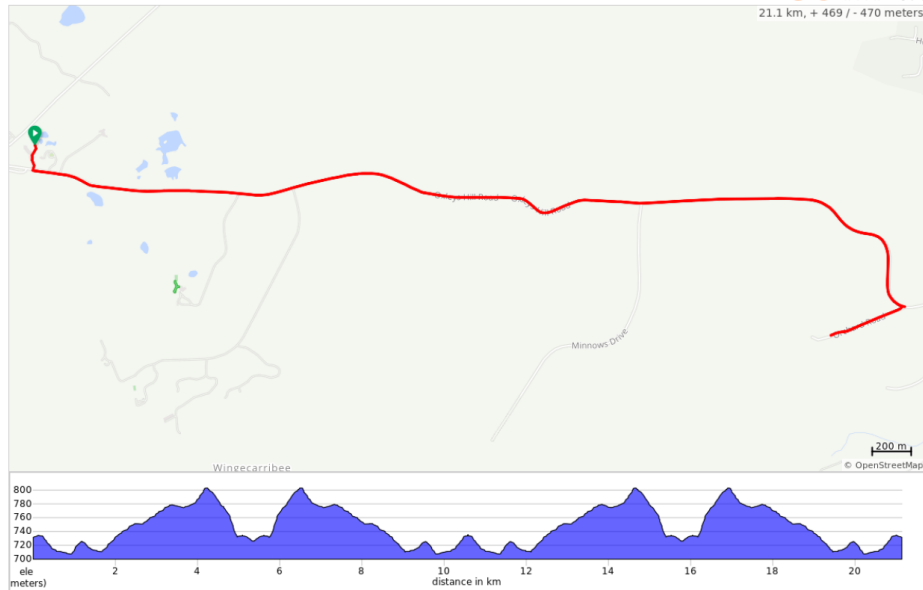 21.1 km, + 469 / - 470 meters
Minnows Drive
200 m
© OpenStreetMap
Wingecarribee
800
780
760
740
720
700
ele
meters)
2
4
6
8
10
12
14
16
18
20
distance in km